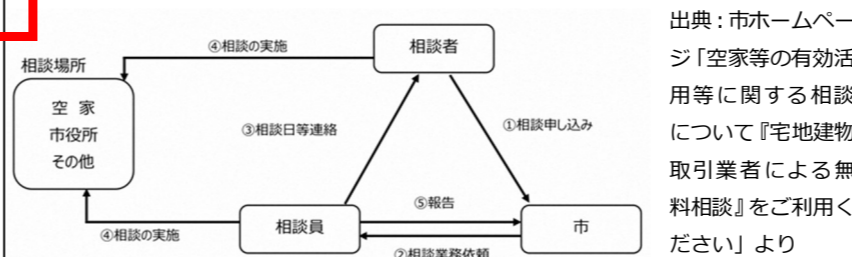 ④相談の実施
相談者
相談場所
空 家
市役所
その他
③相談日等連絡
①相談申し込み
⑤報告
相談員
市
④相談の実施
②相談業務依頼
出典:市ホームペー
ジ「空家等の有効活
用等に関する相談
について『宅地建物
取引業者による無
料相談』をご利用く
ださい」より